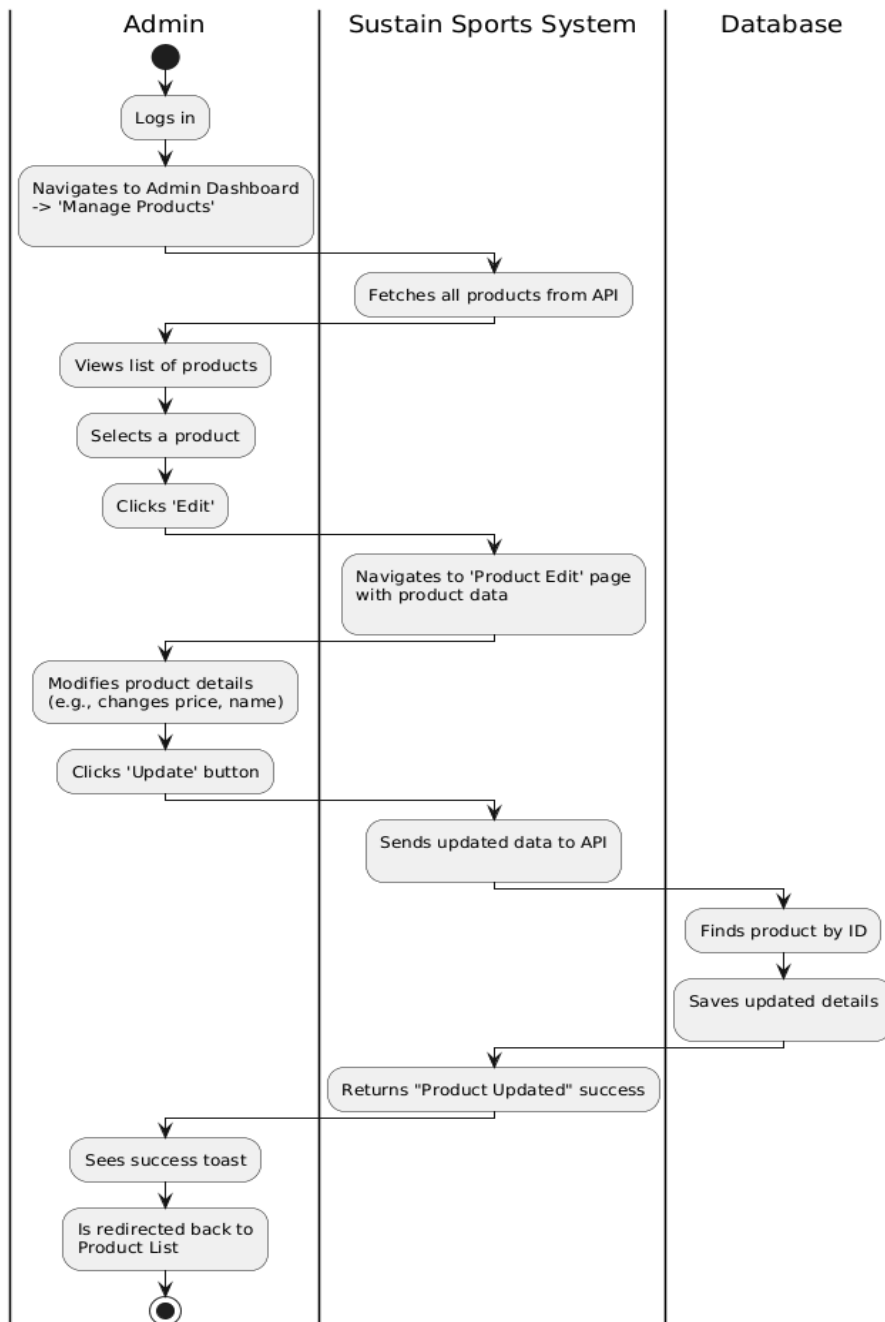 Admin
Sustain Sports System
Database
Logs in
Navigates to Admin Dashboard
-> 'Manage Products'
Fetches all products from API
Views list of products
Selects a product
Clicks 'Edit'
Navigates to 'Product Edit' page
with product data
Modifies product details
(e.g., changes price, name)
Clicks 'Update' button
Sends updated data to API
Finds product by ID
Saves updated details
Returns "Product Updated" success
Sees success toast
Is redirected back to
Product List